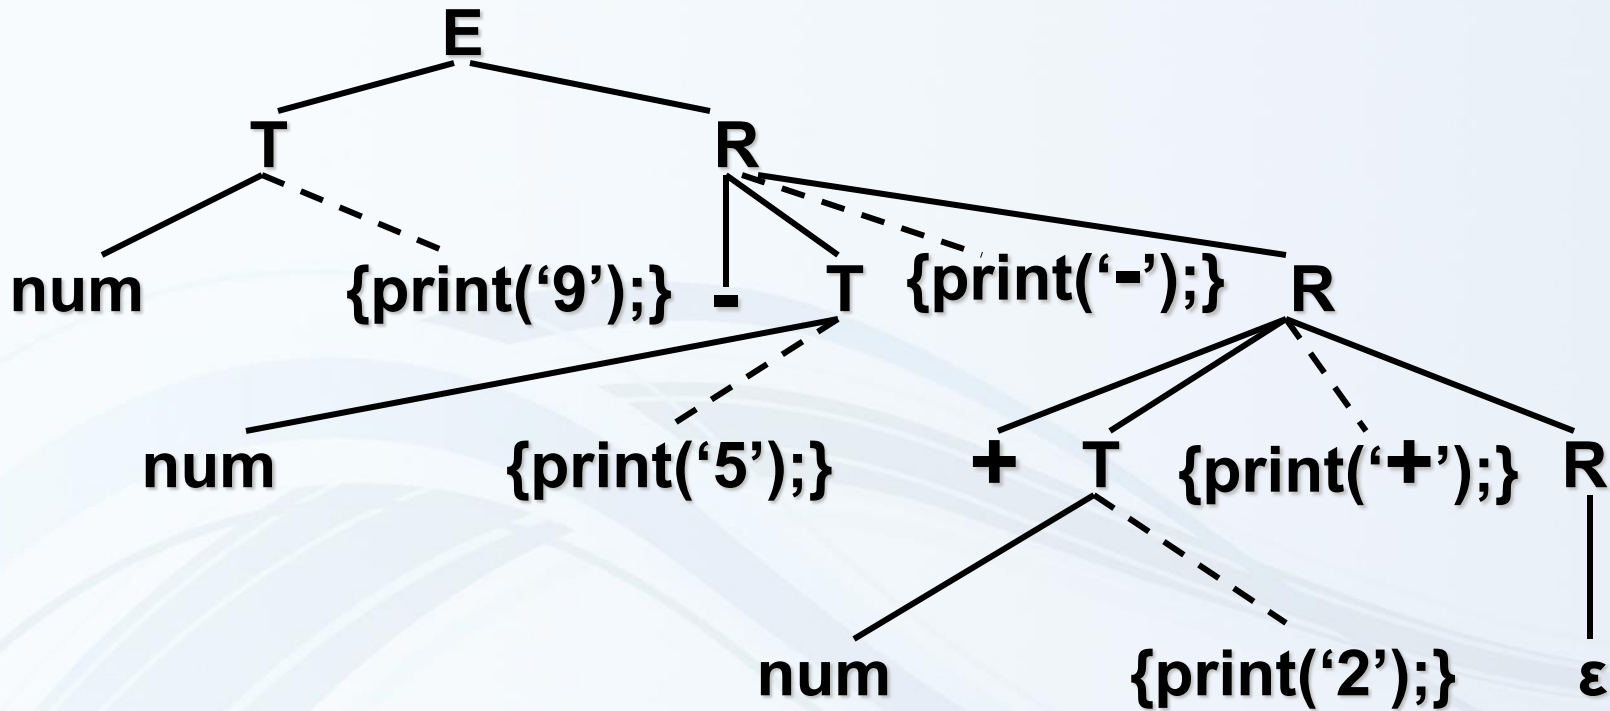 E
T R
num {print(‘9’);} - T {print(‘-’);} R
num {print(‘5’);} + T {print(‘+’);} R
num {print(‘2’);} ε